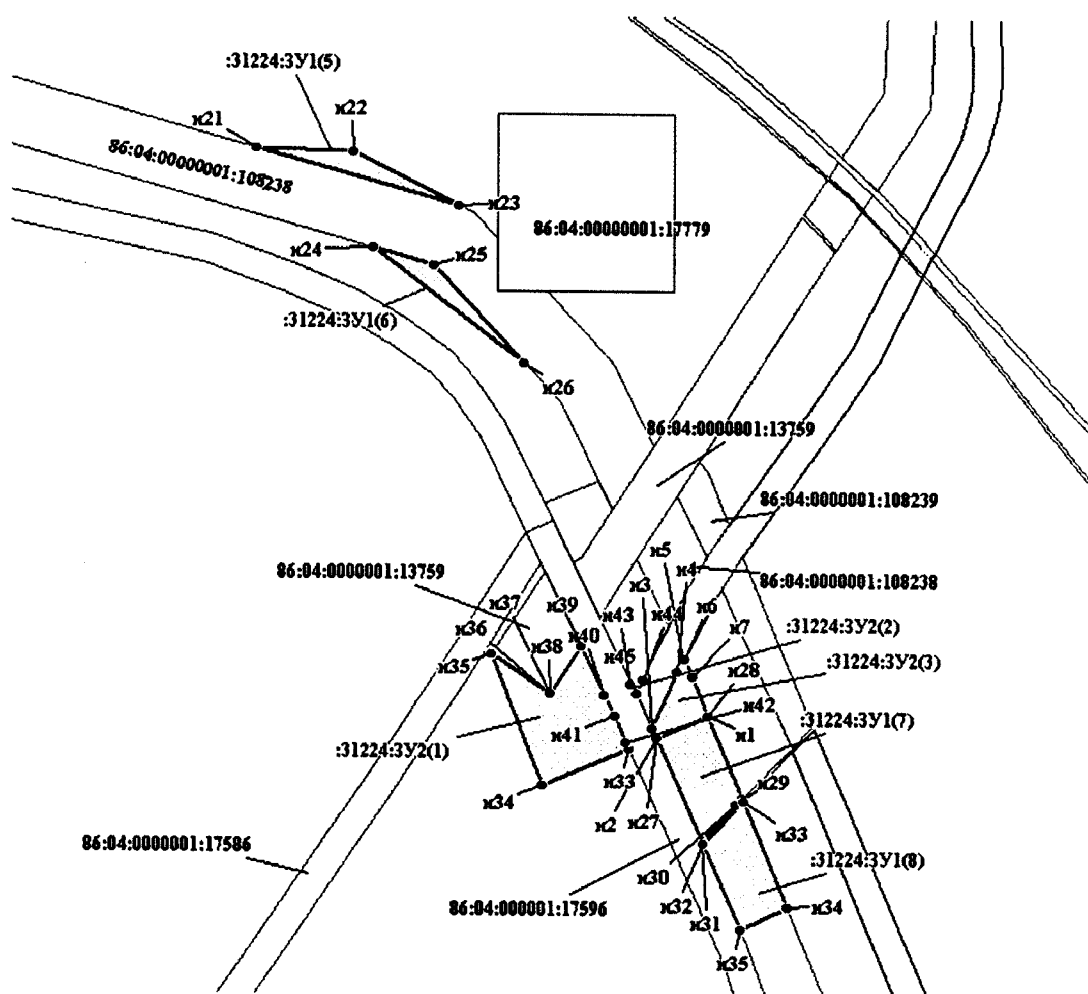 :31224:ЗУ1(5)
н22
н21
86:04:00000001:108238
н23
86:04:00000001:17779
н24
н25
:31224:ЗУ1(6)
н26
86:04:0000001:13759
86:04:0000001:108239
н5
86:04:0000001:13759
н4
86:04:0000001:108238
н3
н37
н39
н43
н44
н6
н36
н40
:31224:ЗУ2(2)
н38
н45
н7
н35
:31224:ЗУ2(3)
н28
н42
:31224:ЗУ1(7)
н41
н1
:31224:ЗУ2(1)
н33
н29
н34
н33
н2
н27
86:04:0000001:17586
:31224:ЗУ1(8)
н30
86:04:000001:17596
н32
н34
н31
н35